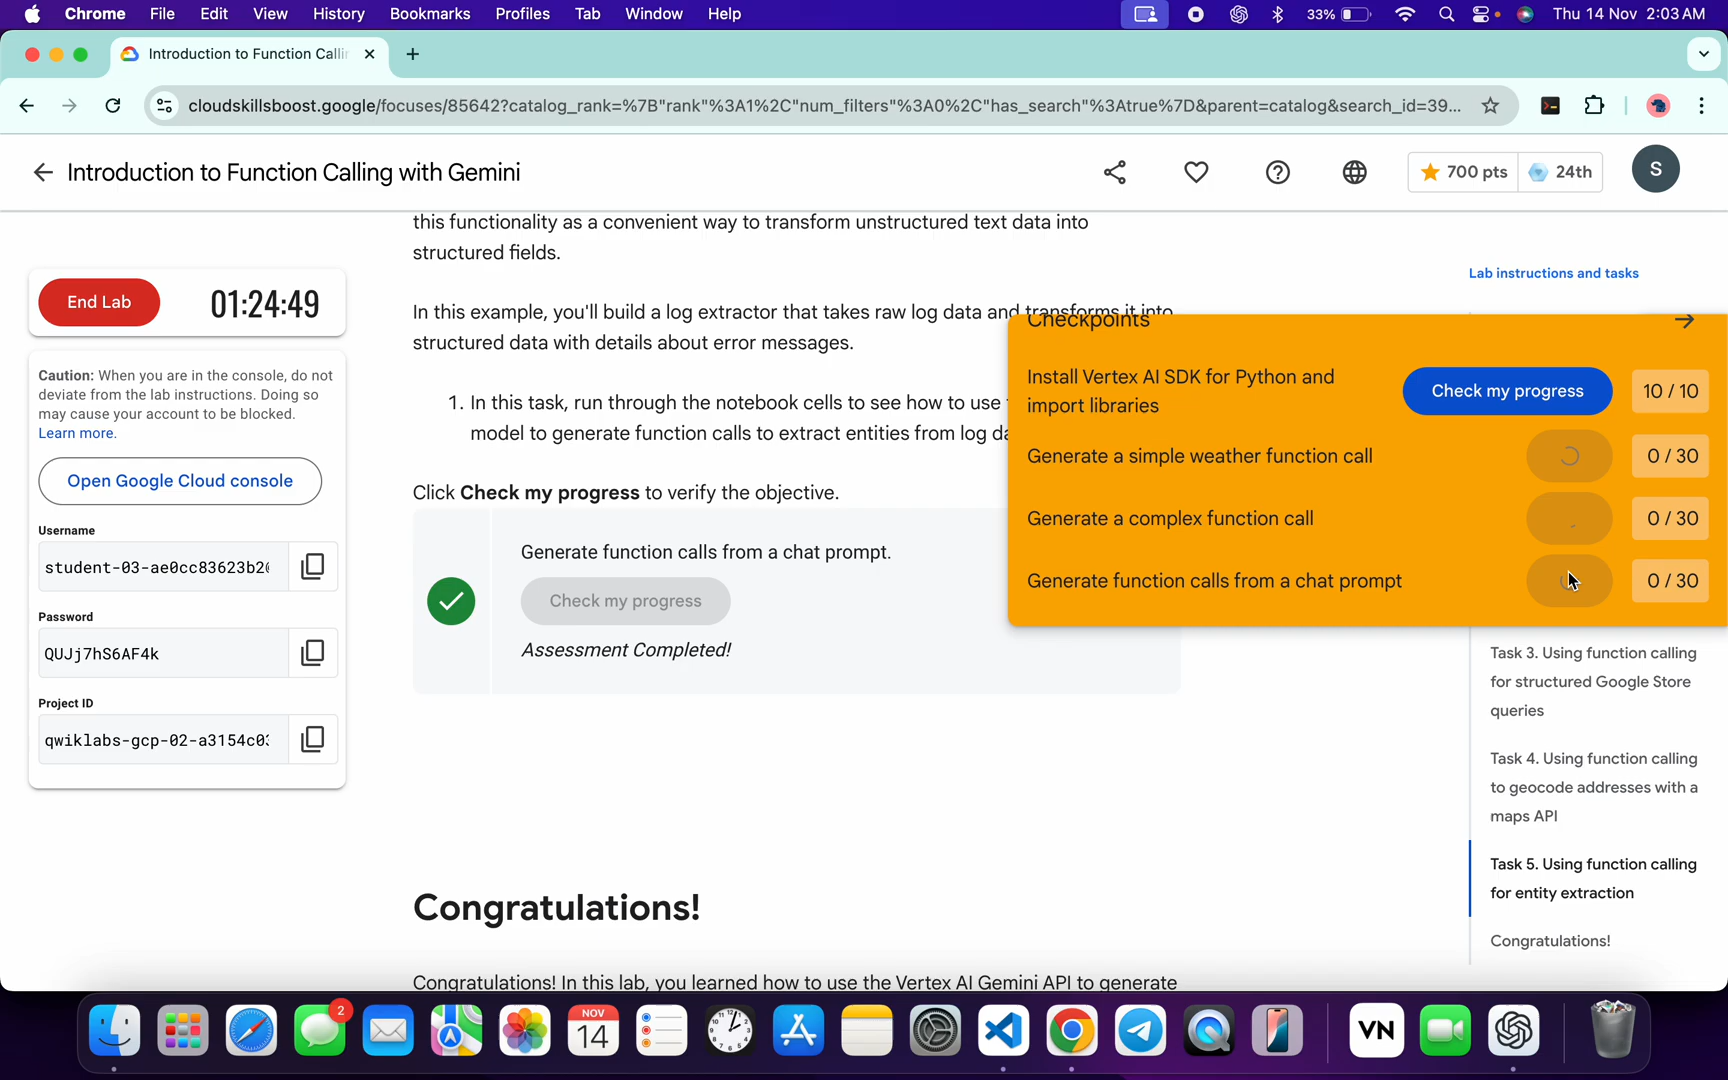 Chrome File Edit View History Bookmarks Profiles Tab Window Help 33% Thu 14 Nov 2:03 AM
Introduction to Function Calli
cloudskillsboost.google/focuses/85642?catalog_rank=%7B"rank"%3A1%2C"num_filters"%3A0%2C"has_search"%3Atrue%7D&parent=catalog&search_id=39...
Introduction to Function Calling with Gemini
700 pts 24th S
End Lab 01:24:49
Caution: When you are in the console, do not
deviate from the lab instructions. Doing so
may cause your account to be blocked.
Learn more.
Open Google Cloud console
Username
student-03-ae0cc83623b2
Password
QUJj7hS6AF4k
Project ID
qwiklabs-gcp-02-a3154c0
this functionality as a convenient way to transform unstructured text data into
structured fields.
In this example, you'll build a log extractor that takes raw log data and transforms it into
structured data with details about error messages.
1. In this task, run through the notebook cells to see how to use
model to generate function calls to extract entities from log da
Click Check my progress to verify the objective.
Generate function calls from a chat prompt.
Check my progress
Assessment Completed!
Congratulations!
Congratulations! In this lab, you learned how to use the Vertex AI Gemini API to generate
Lab instructions and tasks
Checkpoints
Install Vertex AI SDK for Python and
import libraries
Check my progress 10 / 10
Generate a simple weather function call 0 / 30
Generate a complex function call 0 / 30
Generate function calls from a chat prompt 0 / 30
Task 3. Using function calling
for structured Google Store
queries
Task 4. Using function calling
to geocode addresses with a
maps API
Task 5. Using function calling
for entity extraction
Congratulations!
2
NOV
14
VN